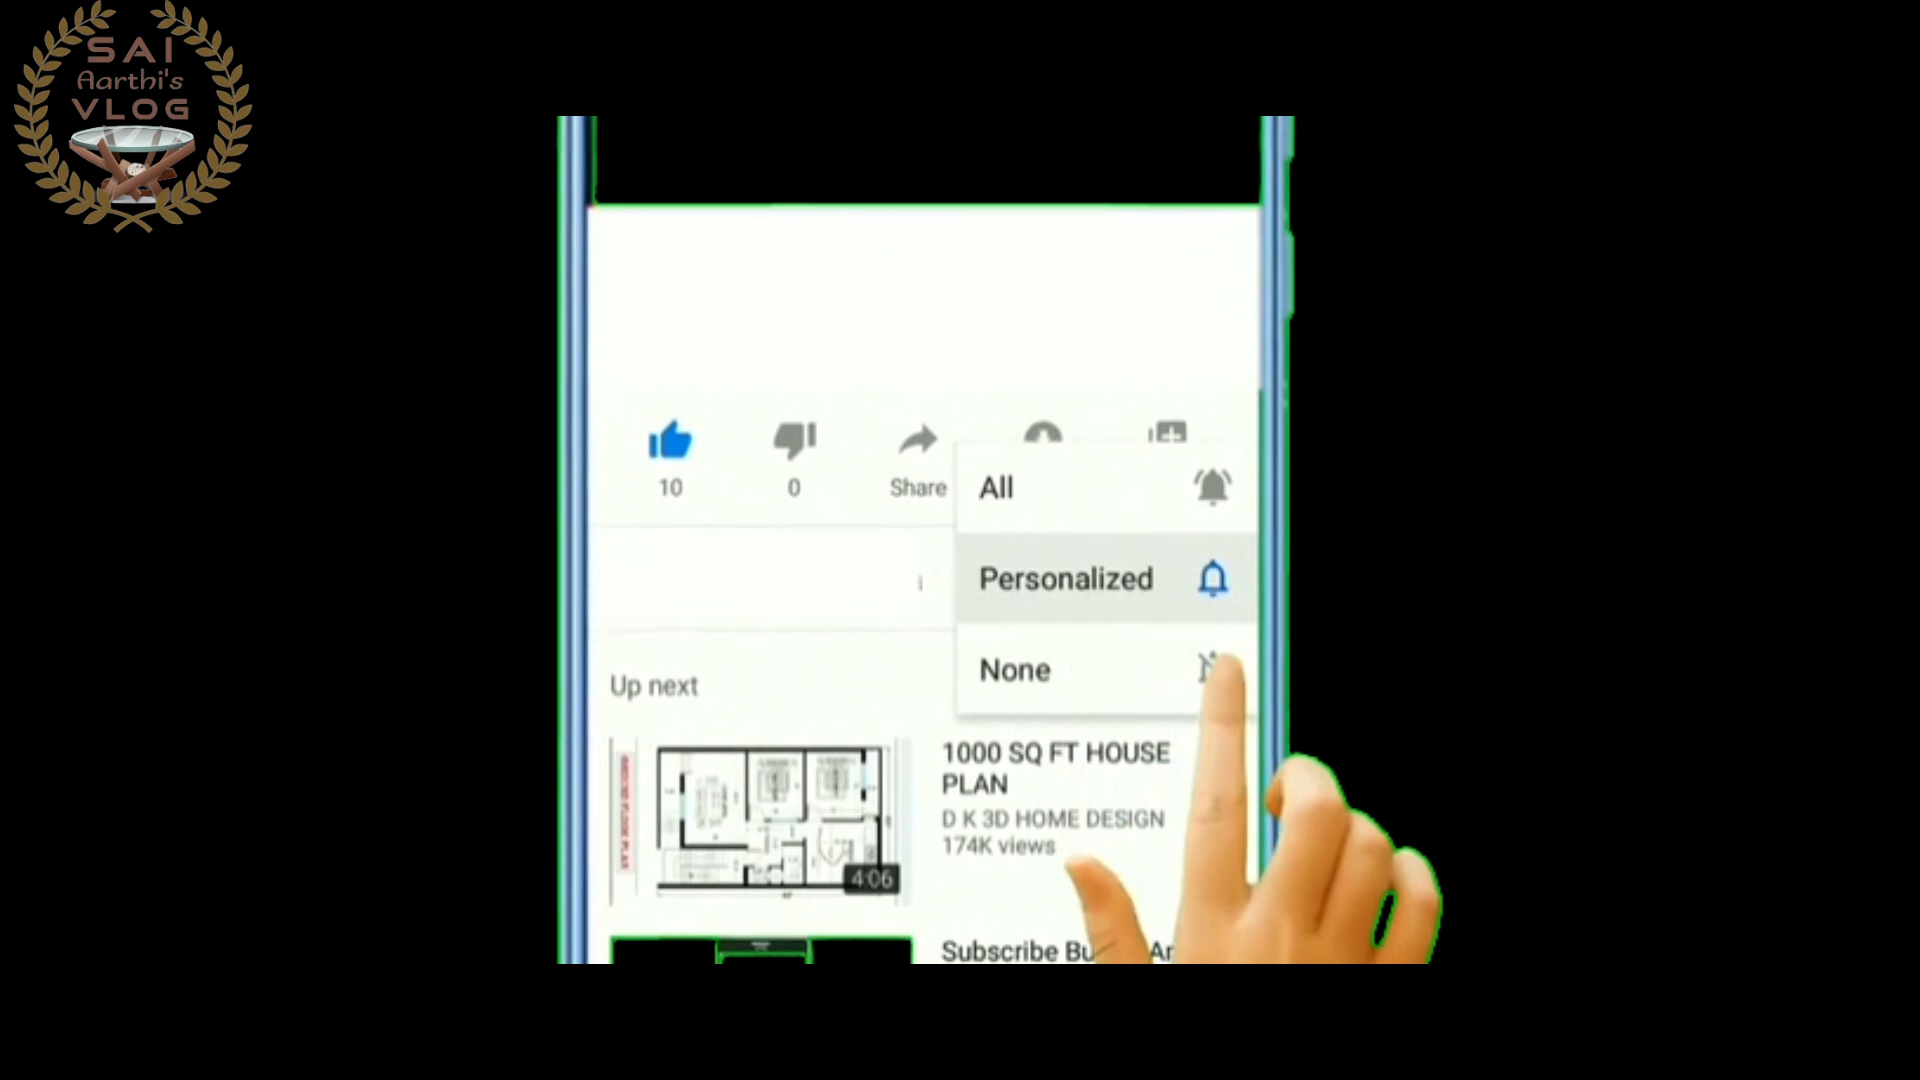 SAI
Aarthi's
VLOG
10
0
Share
All
Personalized
None
Up next
1000 SQ FT HOUSE
PLAN
D K 3D HOME DESIGN
174K views
4:06
Subscribe